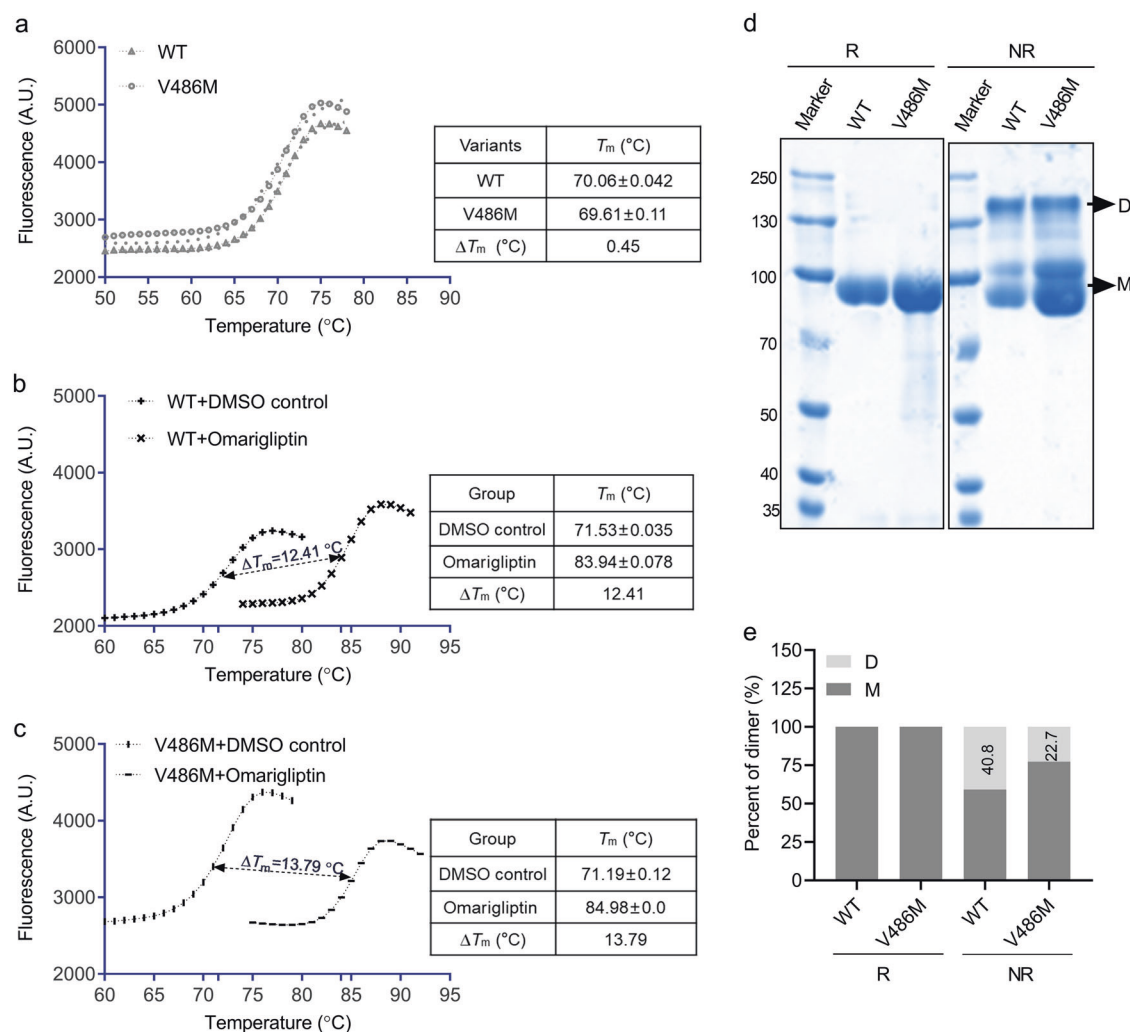 a
6000
5000
4000
3000
2000
Fluorescence (A.U.)
WT
V486M
50 55 60 65 70 75 80 85 90
Temperature (°C)
Variants Tm (°C)
WT 70.06±0.042
V486M 69.61±0.11
ΔTm (°C) 0.45
b
5000
4000
3000
2000
Fluorescence (A.U.)
WT+DMSO control
WT+Omarigliptin
ΔTm=12.41 °C
60 65 70 75 80 85 90 95
Temperature (°C)
Group Tm (°C)
DMSO control 71.53±0.035
Omarigliptin 83.94±0.078
ΔTm (°C) 12.41
c
5000
4000
3000
2000
Fluorescence (A.U.)
V486M+DMSO control
V486M+Omarigliptin
ΔTm=13.79 °C
60 65 70 75 80 85 90 95
Temperature (°C)
Group Tm (°C)
DMSO control 71.19±0.12
Omarigliptin 84.98±0.0
ΔTm (°C) 13.79
d
R NR
Marker WT V486M Marker WT V486M
250
130
100
70
50
40
35
D
M
e
150
125
100
75
50
25
0
Percent of dimer (%)
D
M
40.8
22.7
WT V486M WT V486M
R NR